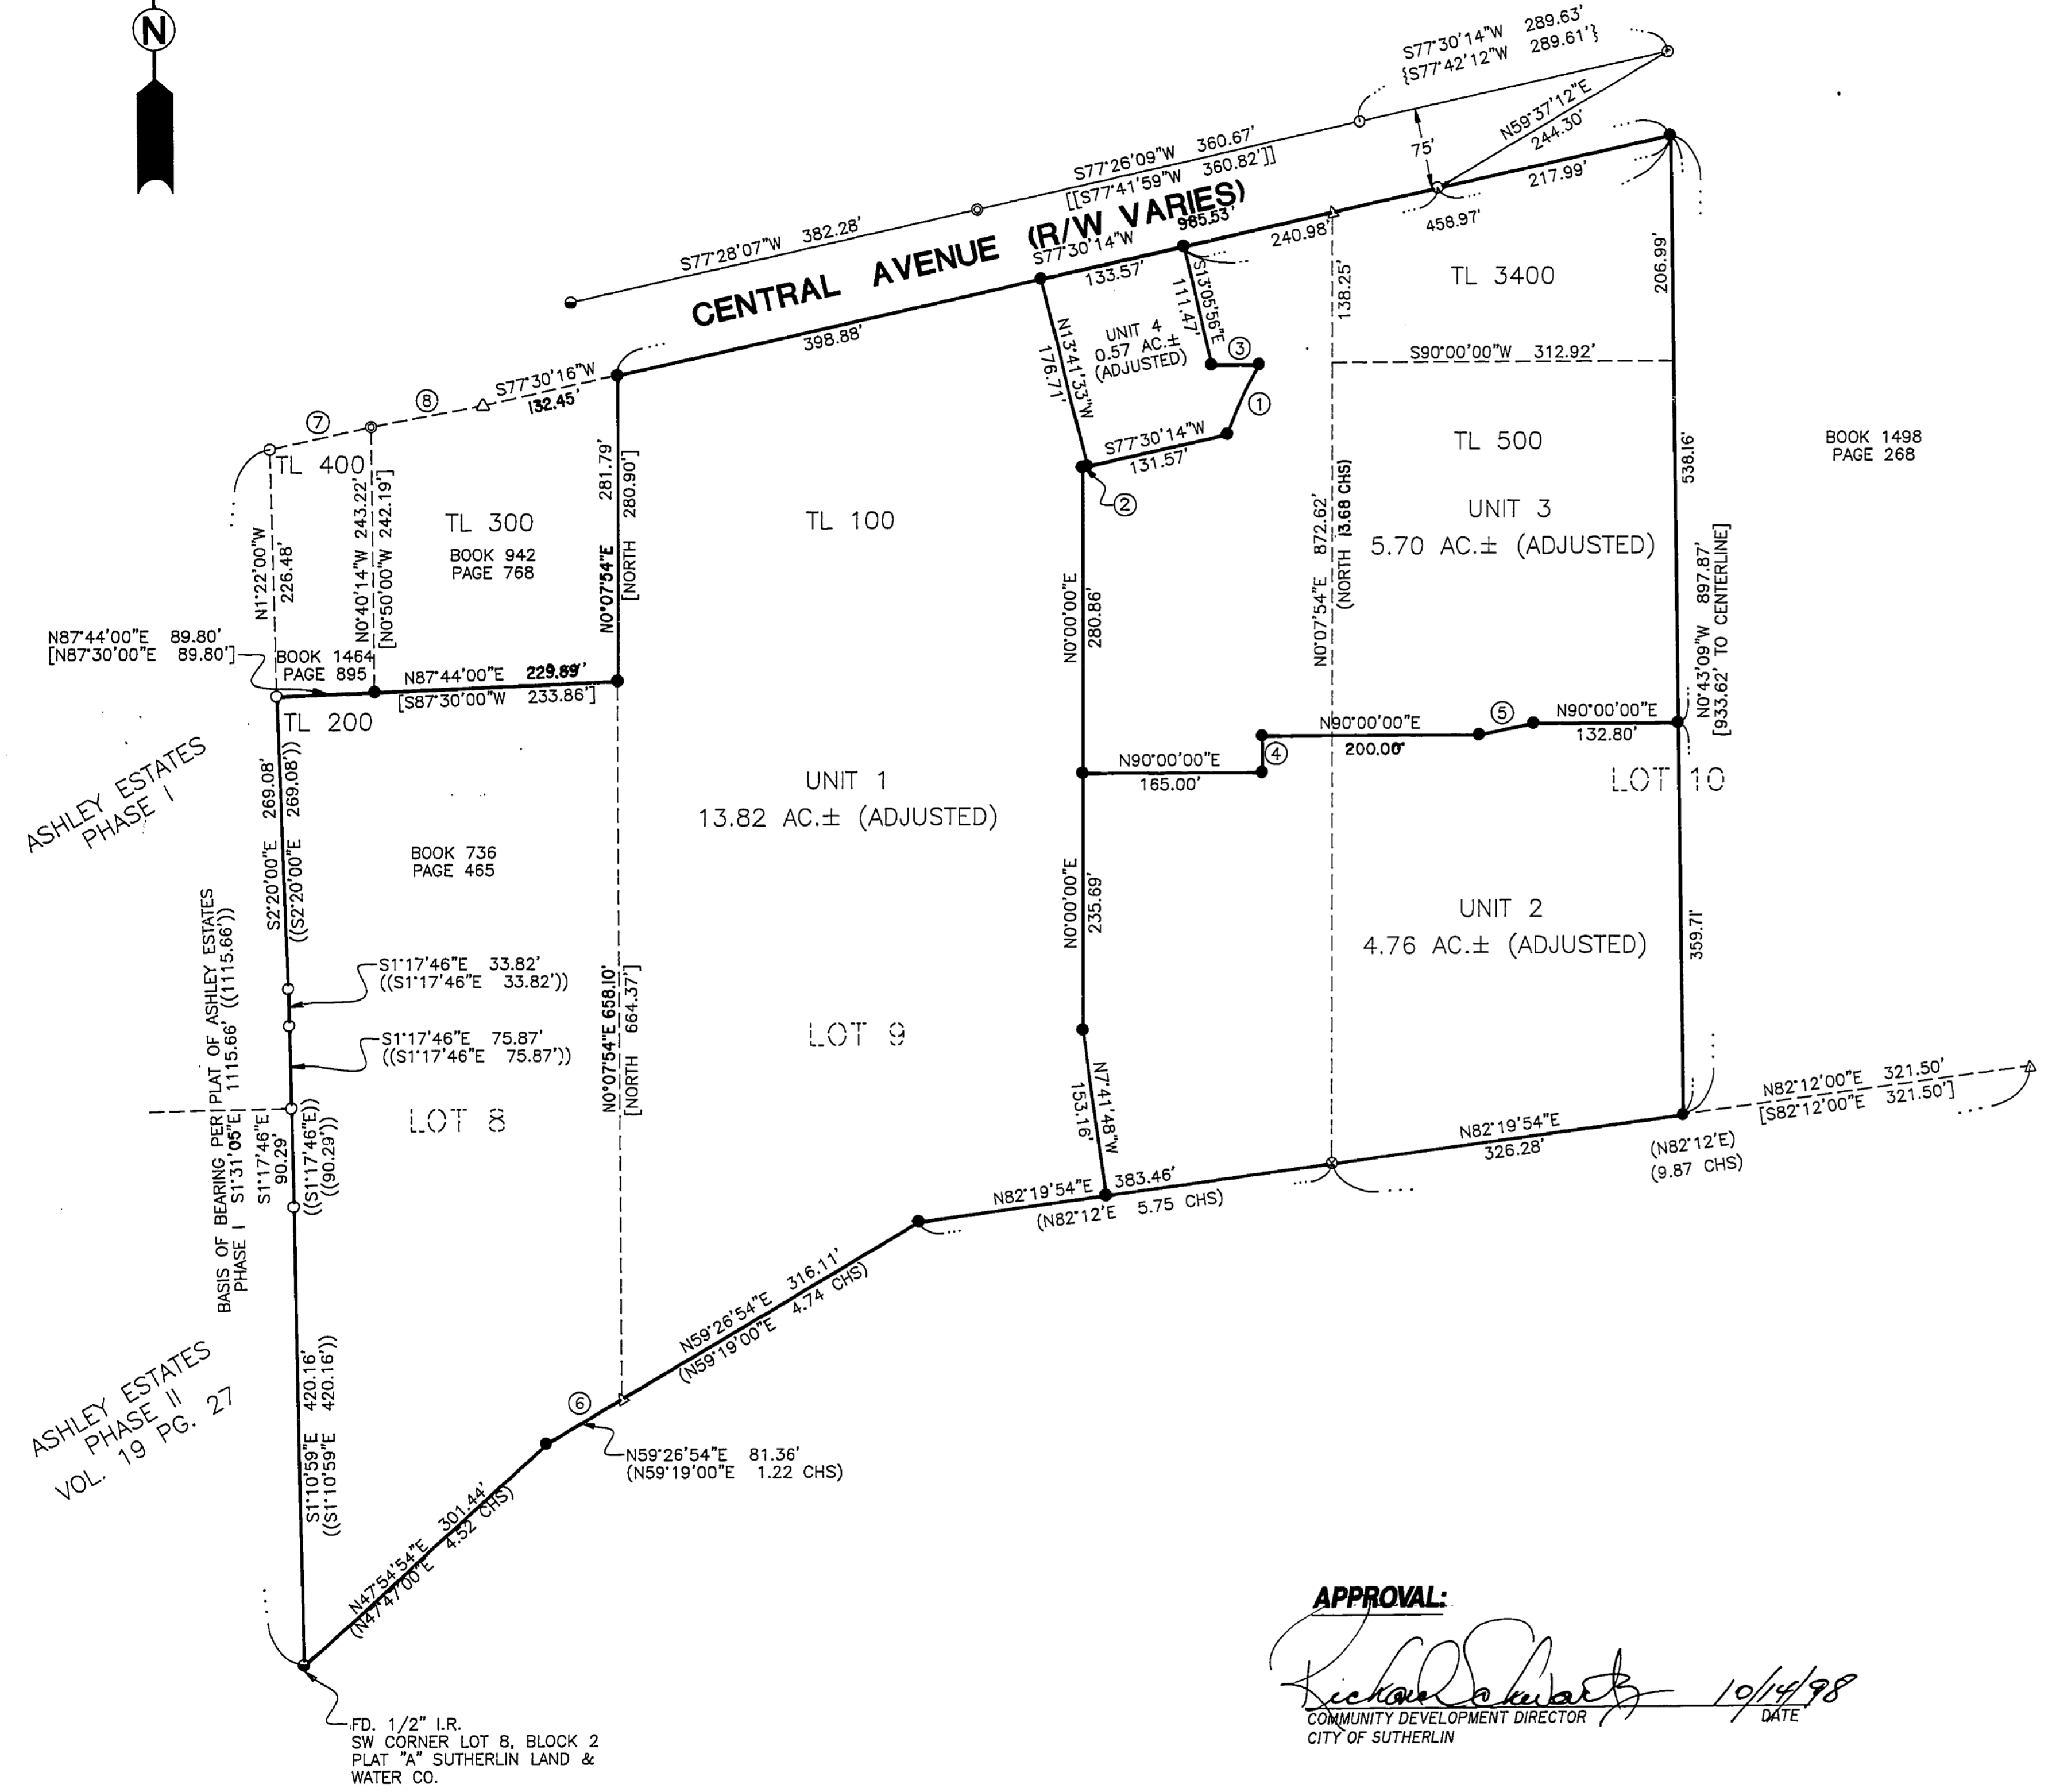 N
S77°30'14"W 289.63'
{S77°42'12"W 289.61'}
N59°37'12"E
244.30'
75'
S77°26'09"W 360.67'
[[S77°41'59"W 360.82']]
S77°28'07"W 382.28'
CENTRAL AVENUE (R/W VARIES)
S77°30'14"W 985.53'
133.57'
240.98'
458.97'
217.99'
398.88'
S77°30'16"W
132.45'
7
8
TL 3400
138.25'
206.99'
S90°00'00"W 312.92'
S13°05'56"E
111.47'
3
1
UNIT 4
0.57 AC.±
(ADJUSTED)
N13°41'33"W
176.71'
S77°30'14"W
131.57'
2
TL 400
TL 300
BOOK 942
PAGE 768
N0°07'54"E 281.79'
[NORTH 280.90']
N1°22'00"W
226.48'
N0°40'14"W 243.22'
[N0°50'00"W 242.19']
TL 100
TL 500
UNIT 3
5.70 AC.± (ADJUSTED)
BOOK 1498
PAGE 268
538.16'
N0°43'09"W 897.87'
[933.62' TO CENTERLINE]
N0°00'00"E
280.86'
N0°07'54"E 872.62'
(NORTH 13.68 CHS)
N87°44'00"E 89.80'
[N87°30'00"E 89.80']
BOOK 1464
PAGE 895
N87°44'00"E 229.69'
[S87°30'00"W 233.86']
TL 200
N90°00'00"E
165.00'
4
N90°00'00"E
200.00'
5
N90°00'00"E
132.80'
LOT 10
ASHLEY ESTATES
PHASE I
S2°20'00"E 269.08'
((S2°20'00"E 269.08'))
BOOK 736
PAGE 465
UNIT 1
13.82 AC.± (ADJUSTED)
N0°00'00"E
235.69'
UNIT 2
4.76 AC.± (ADJUSTED)
359.71'
S1°17'46"E 33.82'
((S1°17'46"E 33.82'))
S1°17'46"E 75.87'
((S1°17'46"E 75.87'))
BASIS OF BEARING PER PLAT OF ASHLEY ESTATES
PHASE I S1°31'05"E 1115.66' ((1115.66'))
S1°17'46"E
90.29'
((S1°17'46"E))
((90.29'))
LOT 8
N0°07'54"E 658.10'
[NORTH 664.37]
LOT 9
N7°41'48"W
153.16'
N82°12'00"E 321.50'
[S82°12'00"E 321.50']
N82°19'54"E
326.28'
(N82°12'E)
(9.87 CHS)
N82°19'54"E 383.46'
(N82°12'E 5.75 CHS)
N59°26'54"E 316.11'
(N59°19'00"E 4.74 CHS)
6
N59°26'54"E 81.36'
(N59°19'00"E 1.22 CHS)
ASHLEY ESTATES
PHASE II
VOL. 19 PG. 27
S1°10'59"E 420.16'
((S1°10'59"E 420.16'))
N47°54'54"E 301.44'
(N47°47'00"E 4.52 CHS)
FD. 1/2" I.R.
SW CORNER LOT 8, BLOCK 2
PLAT "A" SUTHERLIN LAND &
WATER CO.
APPROVAL:
Richard Schwartz 10/14/98
COMMUNITY DEVELOPMENT DIRECTOR DATE
CITY OF SUTHERLIN